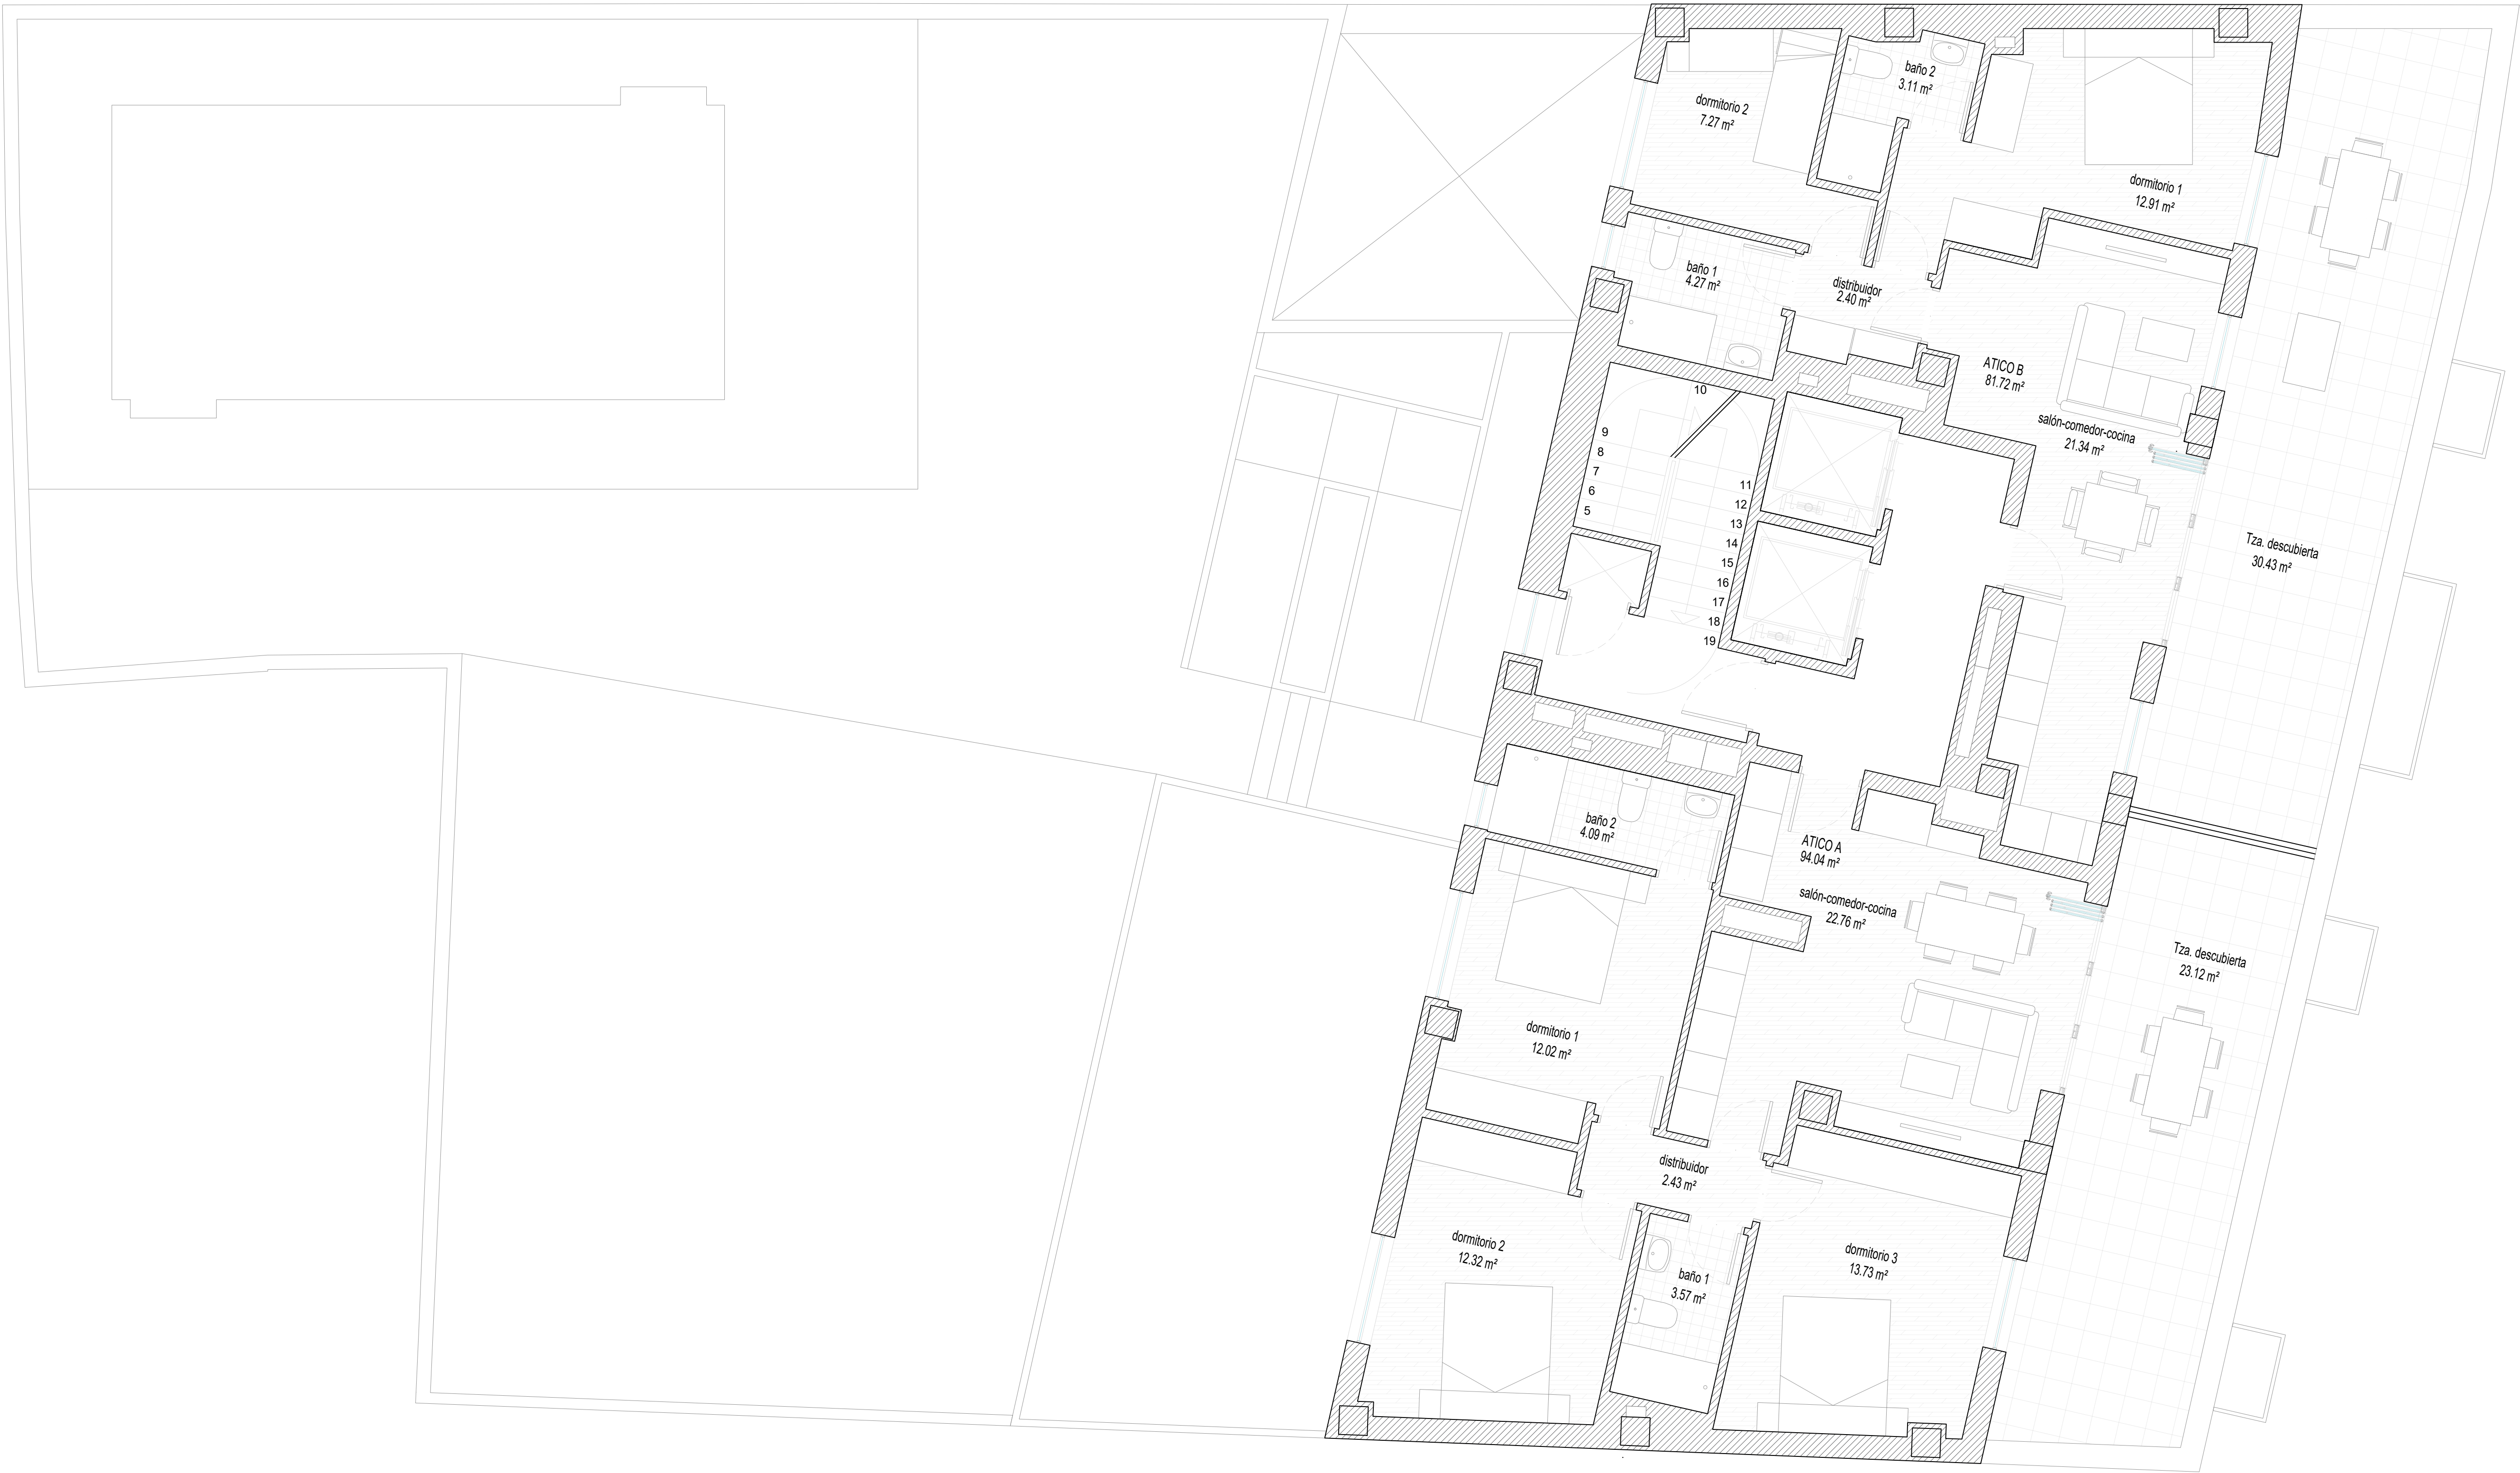 baño 2
3.11 m²
dormitorio 2
7.27 m²
dormitorio 1
12.91 m²
baño 1
4.27 m²
distribuidor
2.40 m²
ATICO B
81.72 m²
salón-comedor-cocina
21.34 m²
Tza. descubierta
30.43 m²
10
9
8
7
6
5
11
12
13
14
15
16
17
18
19
baño 2
4.09 m²
ATICO A
94.04 m²
salón-comedor-cocina
22.76 m²
Tza. descubierta
23.12 m²
dormitorio 1
12.02 m²
distribuidor
2.43 m²
dormitorio 2
12.32 m²
baño 1
3.57 m²
dormitorio 3
13.73 m²